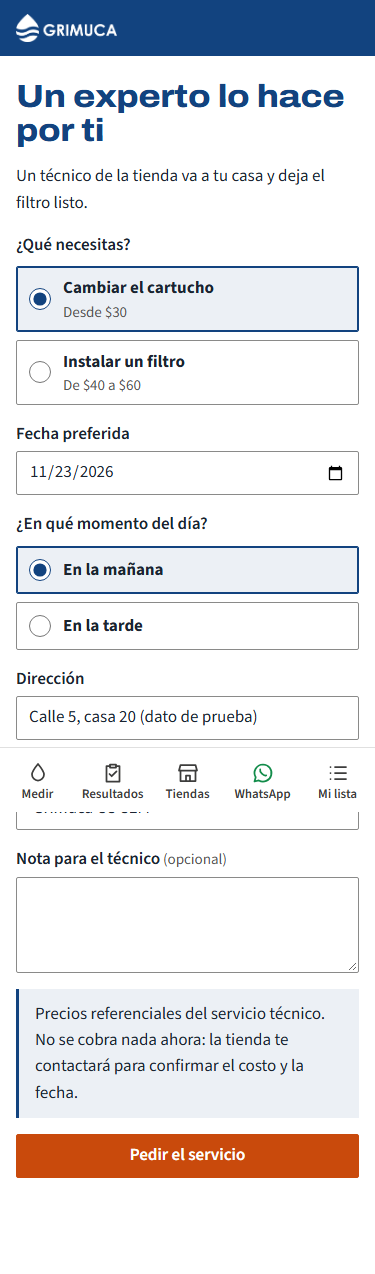 GRIMUCA
Un experto lo hace
por ti
Un técnico de la tienda va a tu casa y deja el
filtro listo.
¿Qué necesitas?
Cambiar el cartucho
Desde $30
Instalar un filtro
De $40 a $60
Fecha preferida
11/23/2026
¿En qué momento del día?
En la mañana
En la tarde
Dirección
Calle 5, casa 20 (dato de prueba)
Medir
Resultados
Tiendas
WhatsApp
Mi lista
Nota para el técnico (opcional)
Precios referenciales del servicio técnico.
No se cobra nada ahora: la tienda te
contactará para confirmar el costo y la
fecha.
Pedir el servicio